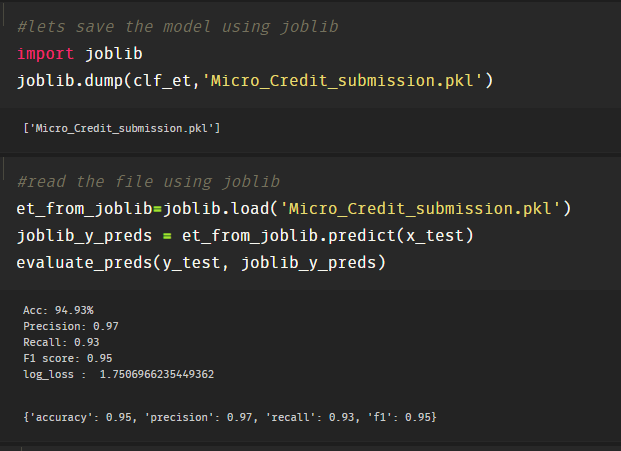 #lets save the model using joblib
import joblib
joblib.dump(clf_et,'Micro_Credit_submission.pkl')
['Micro_Credit_submission.pkl']
#read the file using joblib
et_from_joblib=joblib.load('Micro_Credit_submission.pkl')
joblib_y_preds = et_from_joblib.predict(x_test)
evaluate_preds(y_test, joblib_y_preds)
Acc: 94.93%
Precision: 0.97
Recall: 0.93
F1 score: 0.95
log_loss :  1.7506966235449362
{'accuracy': 0.95, 'precision': 0.97, 'recall': 0.93, 'f1': 0.95}